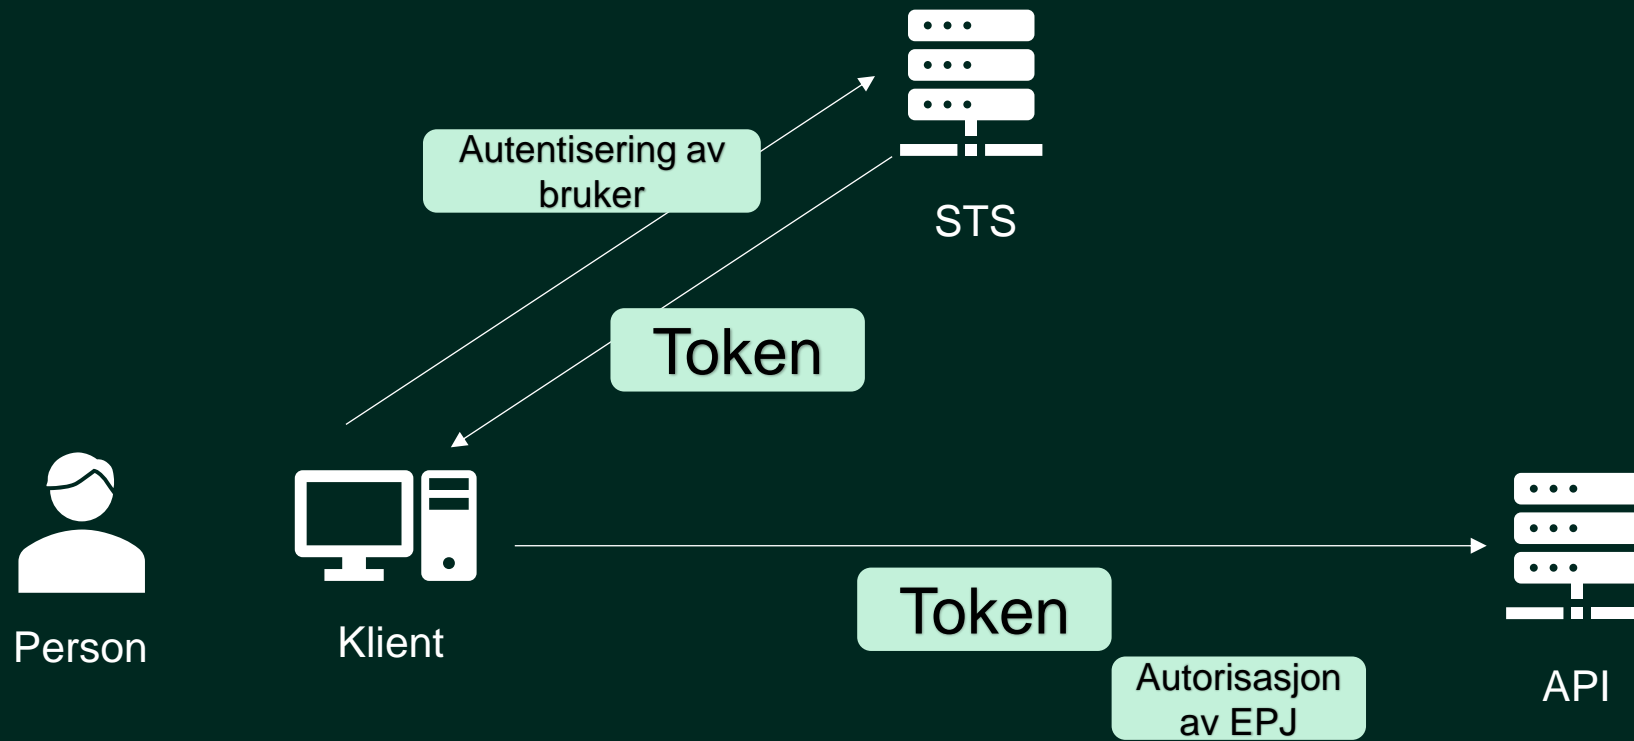 Autentisering av
bruker
STS
Token
Person
Klient
Token
Autorisasjon
av EPJ
API